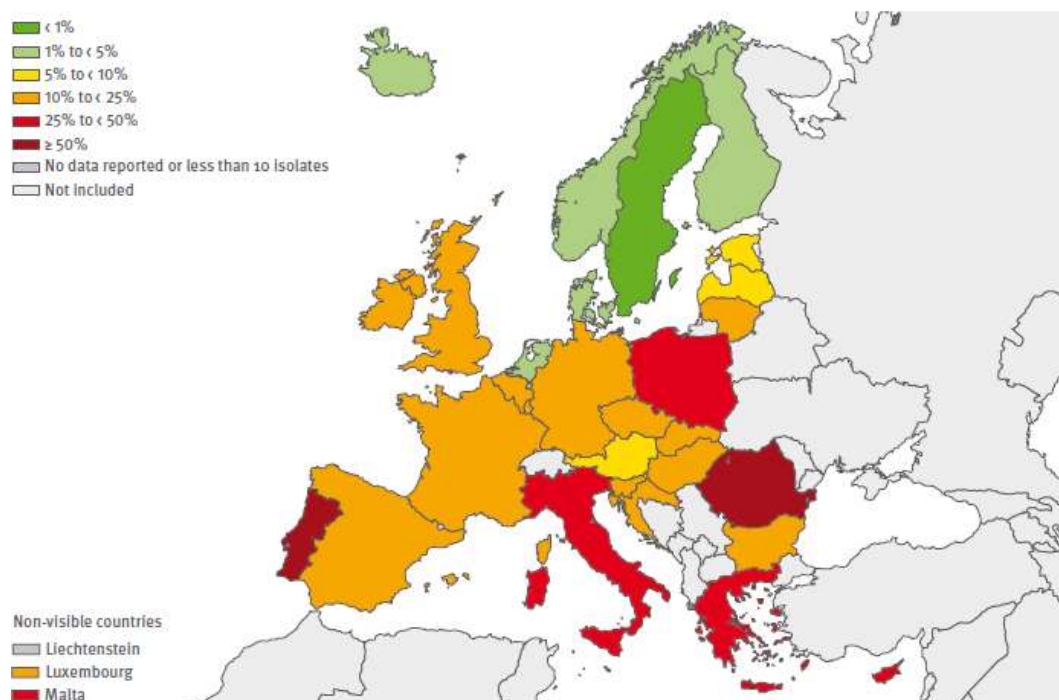 < 1%
1% to < 5%
5% to < 10%
10% to < 25%
25% to < 50%
≥ 50%
No data reported or less than 10 isolates
Not included
Non-visible countries
Liechtenstein
Luxembourg
Malta